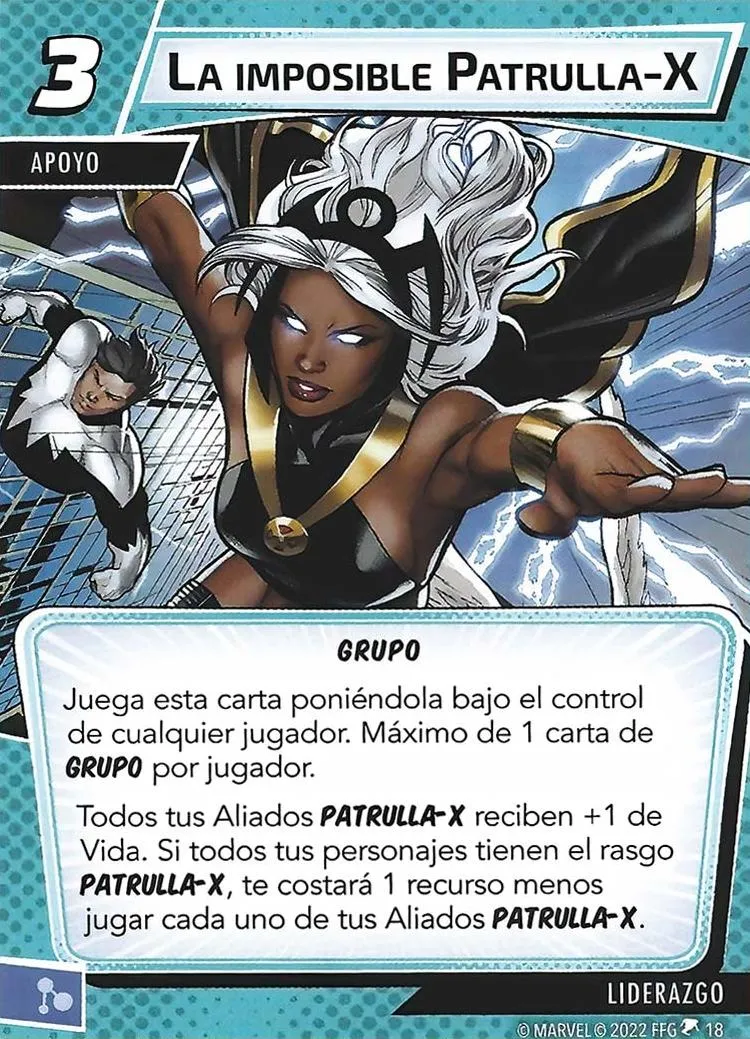 3
LA IMPOSIBLE PATRULLA-X
APOYO
GRUPO
Juega esta carta poniéndola bajo el control
de cualquier jugador. Máximo de 1 carta de
GRUPO por jugador.
Todos tus Aliados PATRULLA-X reciben +1 de
Vida. Si todos tus personajes tienen el rasgo
PATRULLA-X, te costará 1 recurso menos
jugar cada uno de tus Aliados PATRULLA-X.
LIDERAZGO
© MARVEL © 2022 FFG 18